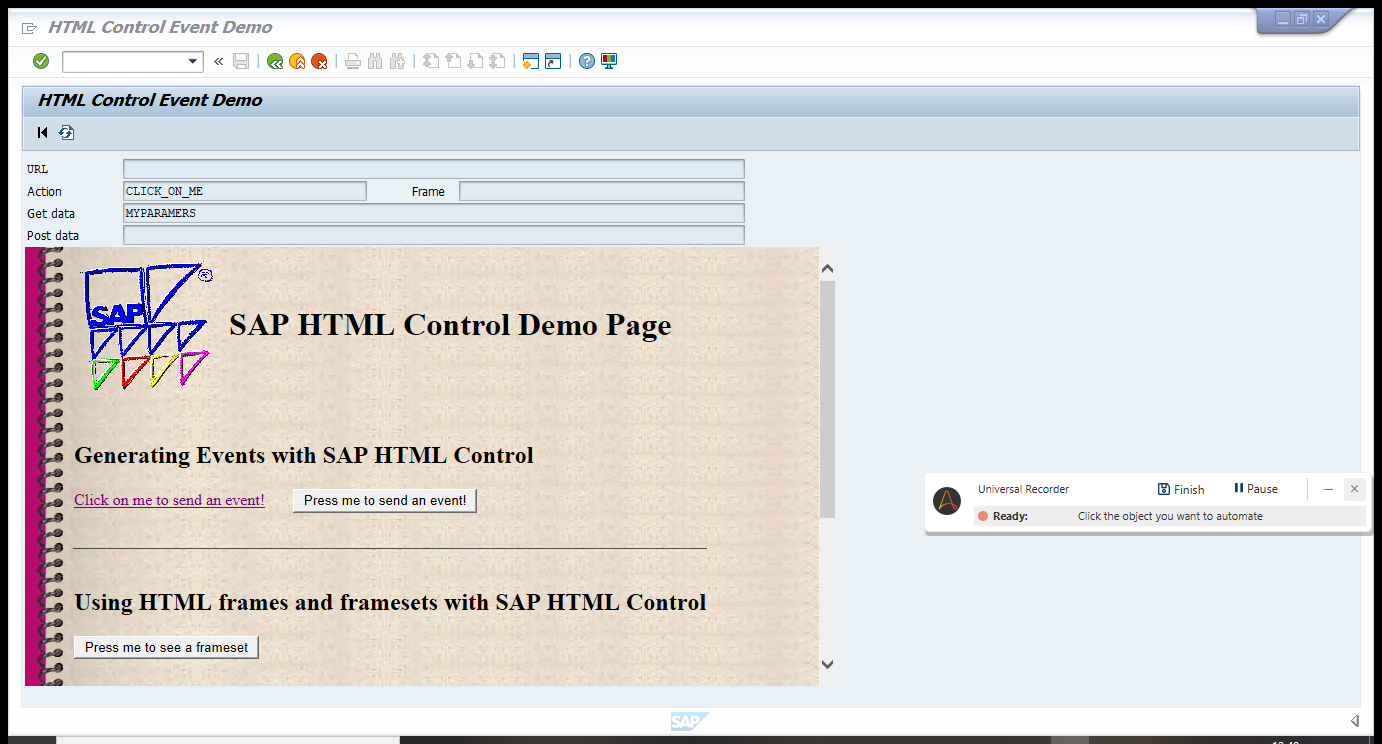 HTML Control Event Demo
HTML Control Event Demo
URL
Action CLICK_ON_ME Frame
Get data MYPARAMERS
Post data
SAP ®
SAP HTML Control Demo Page
Generating Events with SAP HTML Control
Click on me to send an event! Press me to send an event!
Using HTML frames and framesets with SAP HTML Control
Press me to see a frameset
Universal Recorder Finish Pause
Ready: Click the object you want to automate
SAP